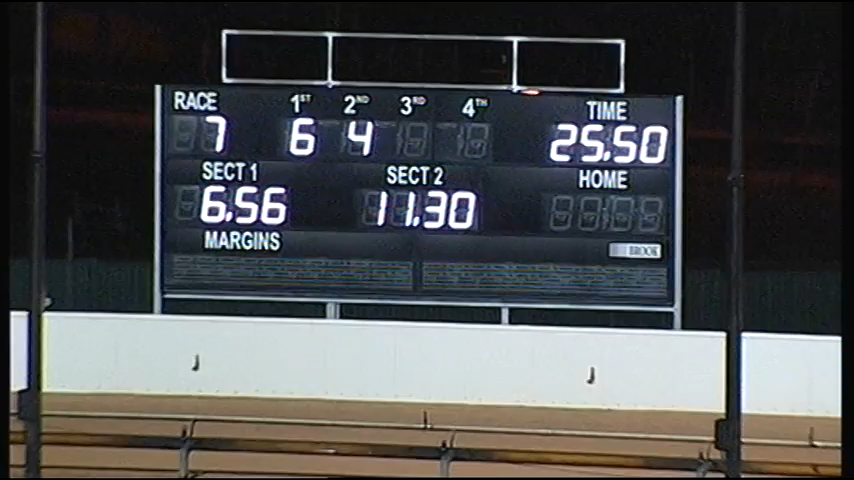 RACE 1ST 2ND 3RD 4TH TIME
7 6 4 25.50
SECT 1 SECT 2 HOME
6.56 11.30
MARGINS BROOK